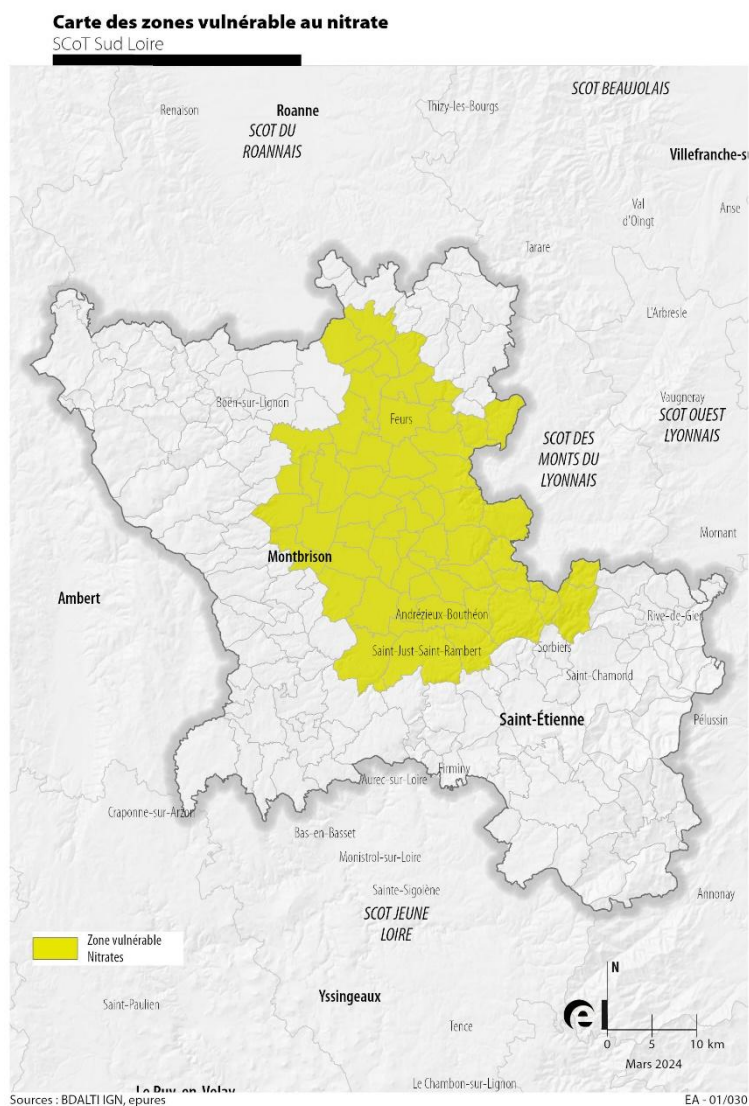 Carte des zones vulnérable au nitrate
SCoT Sud Loire
SCOT BEAUJOLAIS
Renaison
Roanne
Thizy-les-Bourgs
SCOT DU
ROANNAIS
Villefranche-s
Val
d'Oingt
Anse
Tarare
L'Arbresle
Boën-sur-Lignon
Vaugneray
Feurs
SCOT OUEST
LYONNAIS
SCOT DES
MONTS DU
LYONNAIS
Mornant
Montbrison
Ambert
Andrézieux-Bouthéon
Rive-de-Gier
Saint-Just-Saint-Rambert
Sorbiers
Saint-Chamond
Saint-Étienne
Pélussin
Firminy
Aurec-sur-Loire
Craponne-sur-Arzon
Bas-en-Basset
Monistrol-sur-Loire
Sainte-Sigolène
Annonay
SCOT JEUNE
LOIRE
Zone vulnérable
Nitrates
N
Saint-Paulien
Yssingeaux
e
0 5 10 km
Tence
Mars 2024
Le Chambon-sur-Lignon
Le Puy-en-Velay
Sources : BDALTI IGN, epures
EA - 01/030